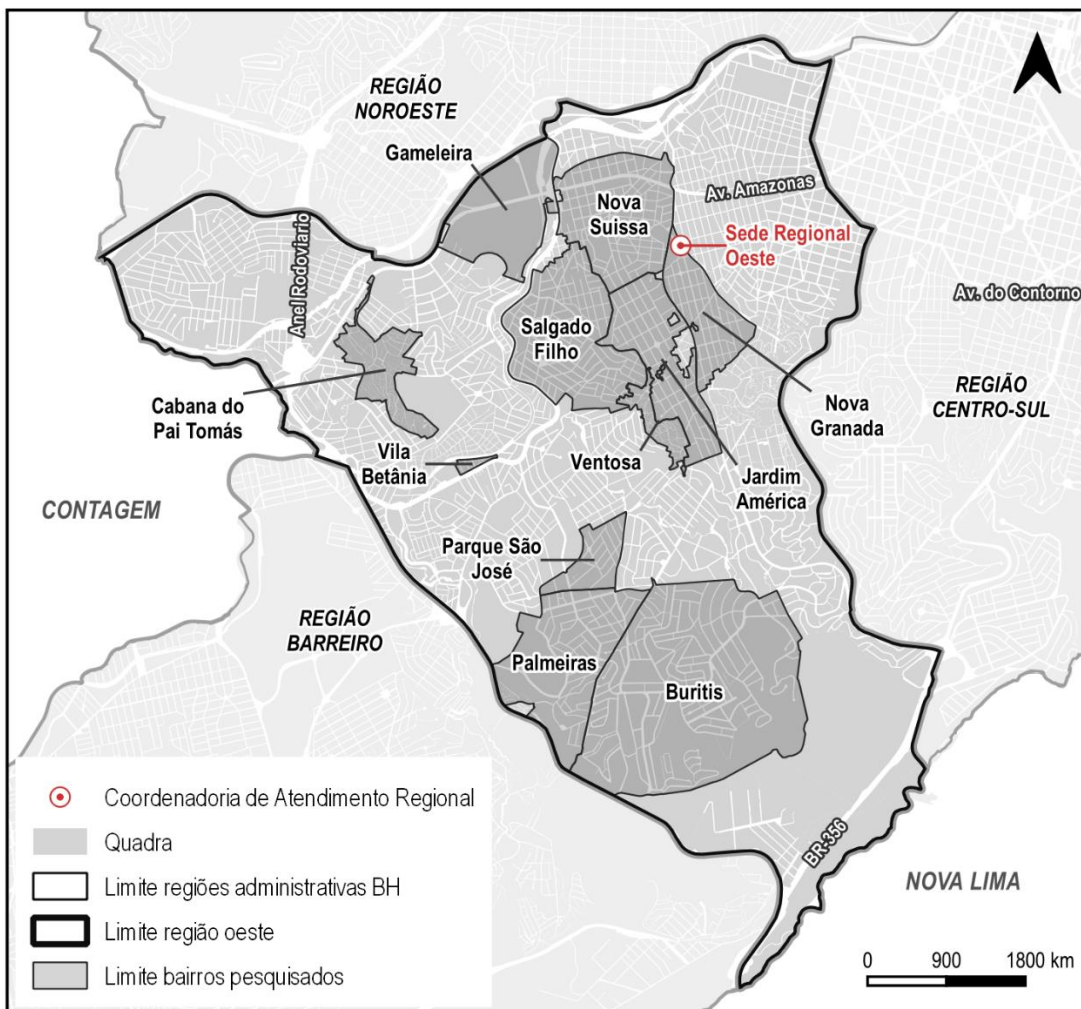 REGIÃO
NOROESTE
Gameleira
Nova
Suissa
Av. Amazonas
Sede Regional
Oeste
Anel Rodoviario
Av. do Contorno
Salgado
Filho
Cabana do
Pai Tomás
REGIÃO
CENTRO-SUL
Nova
Granada
Vila
Betânia
Ventosa
Jardim
América
CONTAGEM
Parque São
José
REGIÃO
BARREIRO
Palmeiras
Buritis
BR-356
NOVA LIMA
Coordenadoria de Atendimento Regional
Quadra
Limite regiões administrativas BH
Limite região oeste
Limite bairros pesquisados
0 900 1800 km